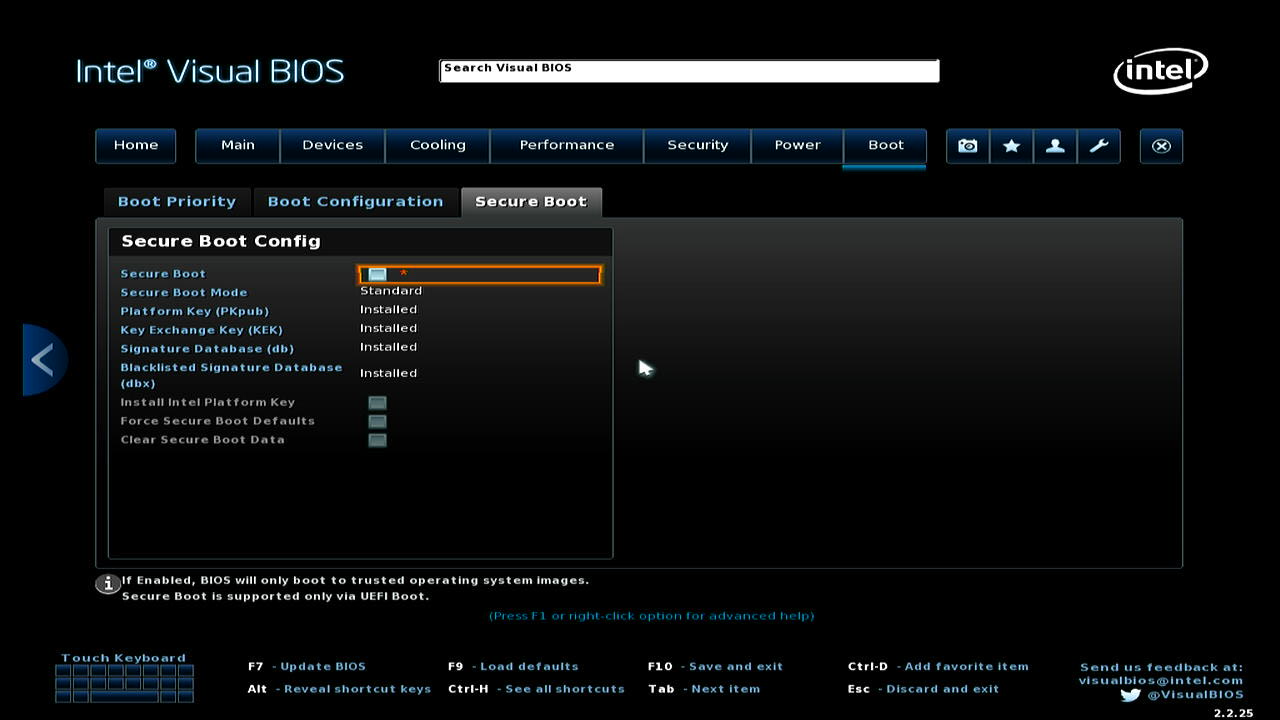 Intel® Visual BIOS
Search Visual BIOS
intel
Home Main Devices Cooling Performance Security Power Boot
Boot Priority Boot Configuration Secure Boot
Secure Boot Config
Secure Boot *
Secure Boot Mode Standard
Platform Key (PKpub) Installed
Key Exchange Key (KEK) Installed
Signature Database (db) Installed
Blacklisted Signature Database
(dbx) Installed
Install Intel Platform Key
Force Secure Boot Defaults
Clear Secure Boot Data
If Enabled, BIOS will only boot to trusted operating system images.
Secure Boot is supported only via UEFI Boot.
(Press F1 or right-click option for advanced help)
Touch Keyboard
F7 - Update BIOS F9 - Load defaults F10 - Save and exit Ctrl-D - Add favorite item
Alt - Reveal shortcut keys Ctrl-H - See all shortcuts Tab - Next item Esc - Discard and exit
Send us feedback at:
visualbios@intel.com
@VisualBIOS
2.2.25